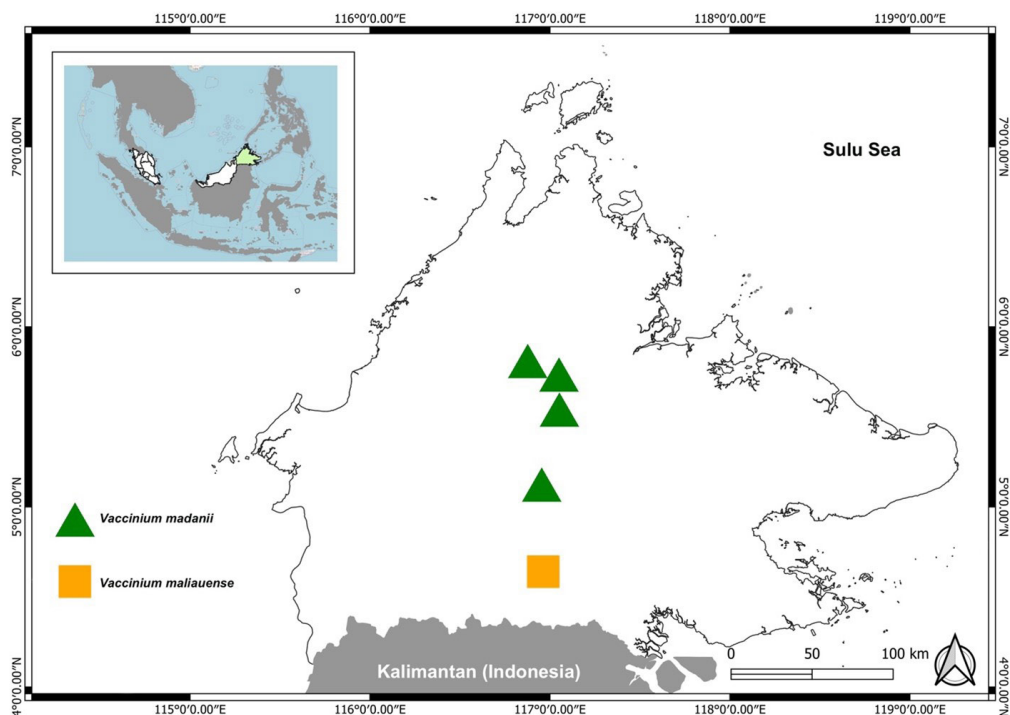 115°0'0.00"E 116°0'0.00"E 117°0'0.00"E 118°0'0.00"E 119°0'0.00"E
7°0'0.00"N
7°0'0.00"N
Sulu Sea
6°0'0.00"N
6°0'0.00"N
5°0'0.00"N
5°0'0.00"N
Vaccinium madanii
Vaccinium maliauense
0 50 100 km
Kalimantan (Indonesia)
4°0'0.00"N
4°0'0.00"N
115°0'0.00"E 116°0'0.00"E 117°0'0.00"E 118°0'0.00"E 119°0'0.00"E